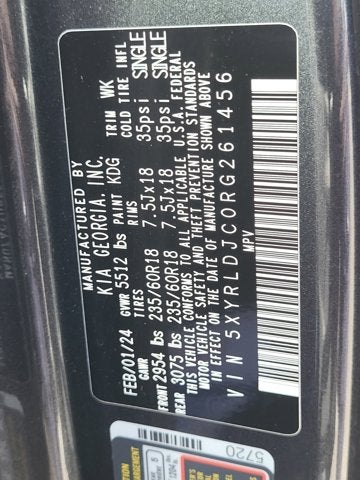 MANUFACTURED BY
KIA GEORGIA, INC.
FEB/01/24 GVWR 5512 lbs PAINT KDG TRIM WK
GAWR TIRES RIMS COLD TIRE INFL
FRONT 2954 lbs 235/60R18 7.5Jx18 35psi SINGLE
REAR 3075 lbs 235/60R18 7.5Jx18 35psi SINGLE
THIS VEHICLE CONFORMS TO ALL APPLICABLE U.S.A. FEDERAL
MOTOR VEHICLE SAFETY AND THEFT PREVENTION STANDARDS
IN EFFECT ON THE DATE OF MANUFACTURE SHOWN ABOVE
VIN 5XYRLDJC0RG261456
MPV
5720